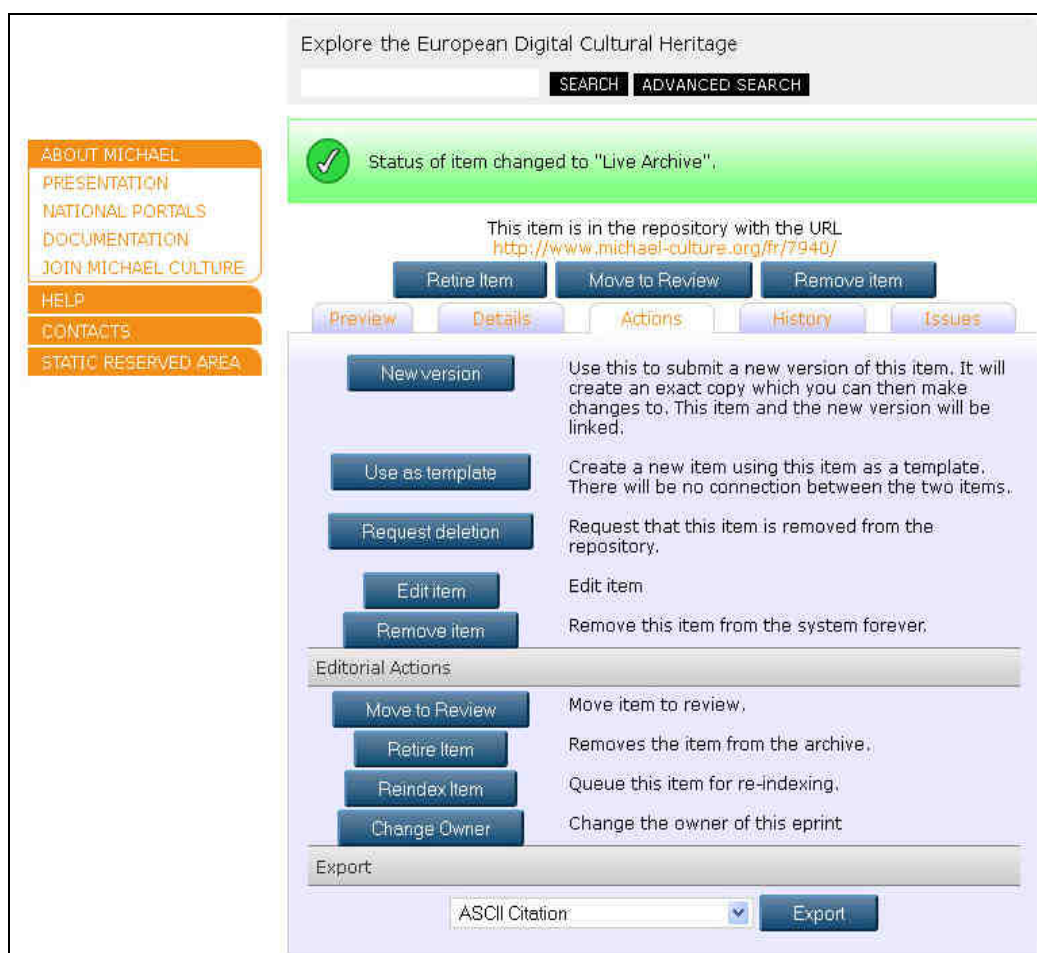 Explore the European Digital Cultural Heritage
SEARCH ADVANCED SEARCH
ABOUT MICHAEL
PRESENTATION
NATIONAL PORTALS
DOCUMENTATION
JOIN MICHAEL CULTURE
HELP
CONTACTS
STATIC RESERVED AREA
Status of item changed to "Live Archive".
This item is in the repository with the URL
http://www.michael-culture.org/fr/7940/
Retire Item Move to Review Remove item
Preview Details Actions History Issues
New version
Use this to submit a new version of this item. It will
create an exact copy which you can then make
changes to. This item and the new version will be
linked.
Use as template
Create a new item using this item as a template.
There will be no connection between the two items.
Request deletion
Request that this item is removed from the
repository.
Edit item Edit item
Remove item Remove this item from the system forever.
Editorial Actions
Move to Review Move item to review.
Retire Item Removes the item from the archive.
Reindex Item Queue this item for re-indexing.
Change Owner Change the owner of this eprint
Export
ASCII Citation Export